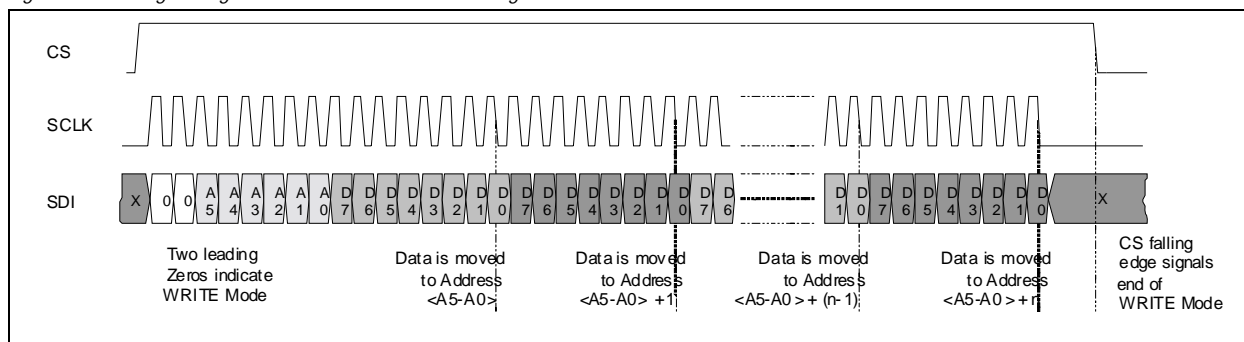 CS
SCLK
SDI
X 0 0 A5 A4 A3 A2 A1 A0 D7 D6 D5 D4 D3 D2 D1 D0 D7 D6 D5 D4 D3 D2 D1 D0 D7 D6 D1 D0 D7 D6 D5 D4 D3 D2 D1 D0 X
Two leading
Zeros indicate
WRITE Mode
Data is moved
to Address
<A5-A0>
Data is moved
to Address
<A5-A0> +1
Data is moved
to Address
<A5-A0> + (n-1)
Data is moved
to Address
<A5-A0> + n
CS falling
edge signals
end of
WRITE Mode